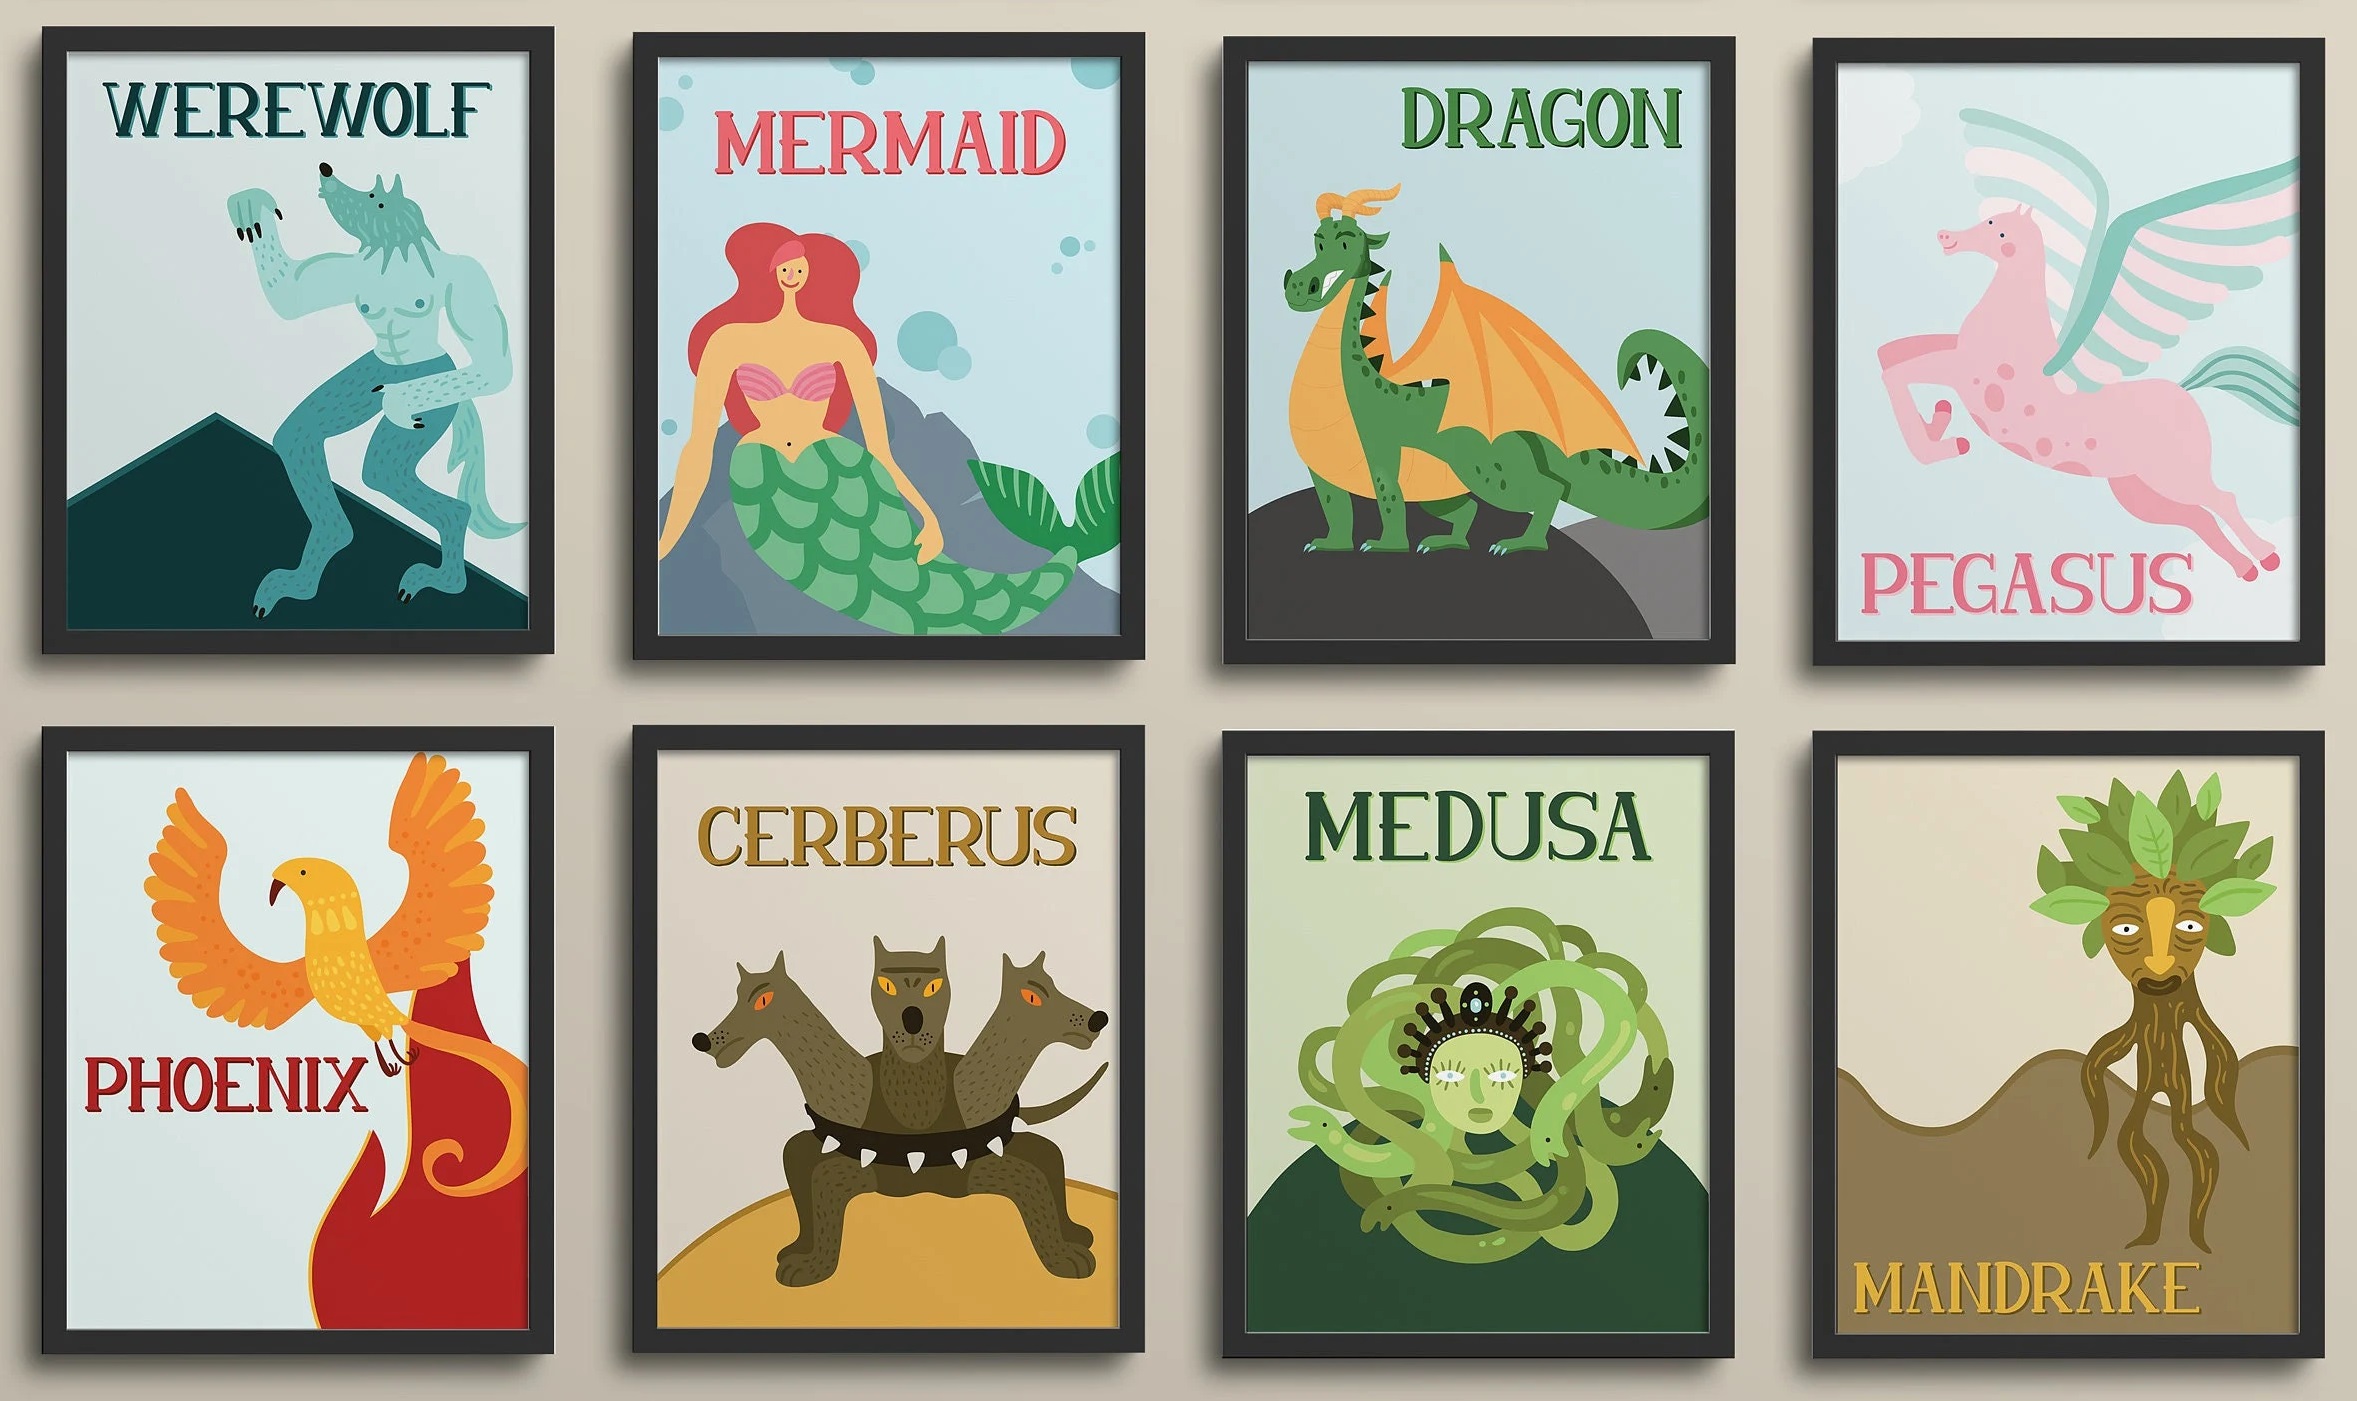 WEREWOLF
MERMAID
DRAGON
PEGASUS
PHOENIX
CERBERUS
MEDUSA
MANDRAKE